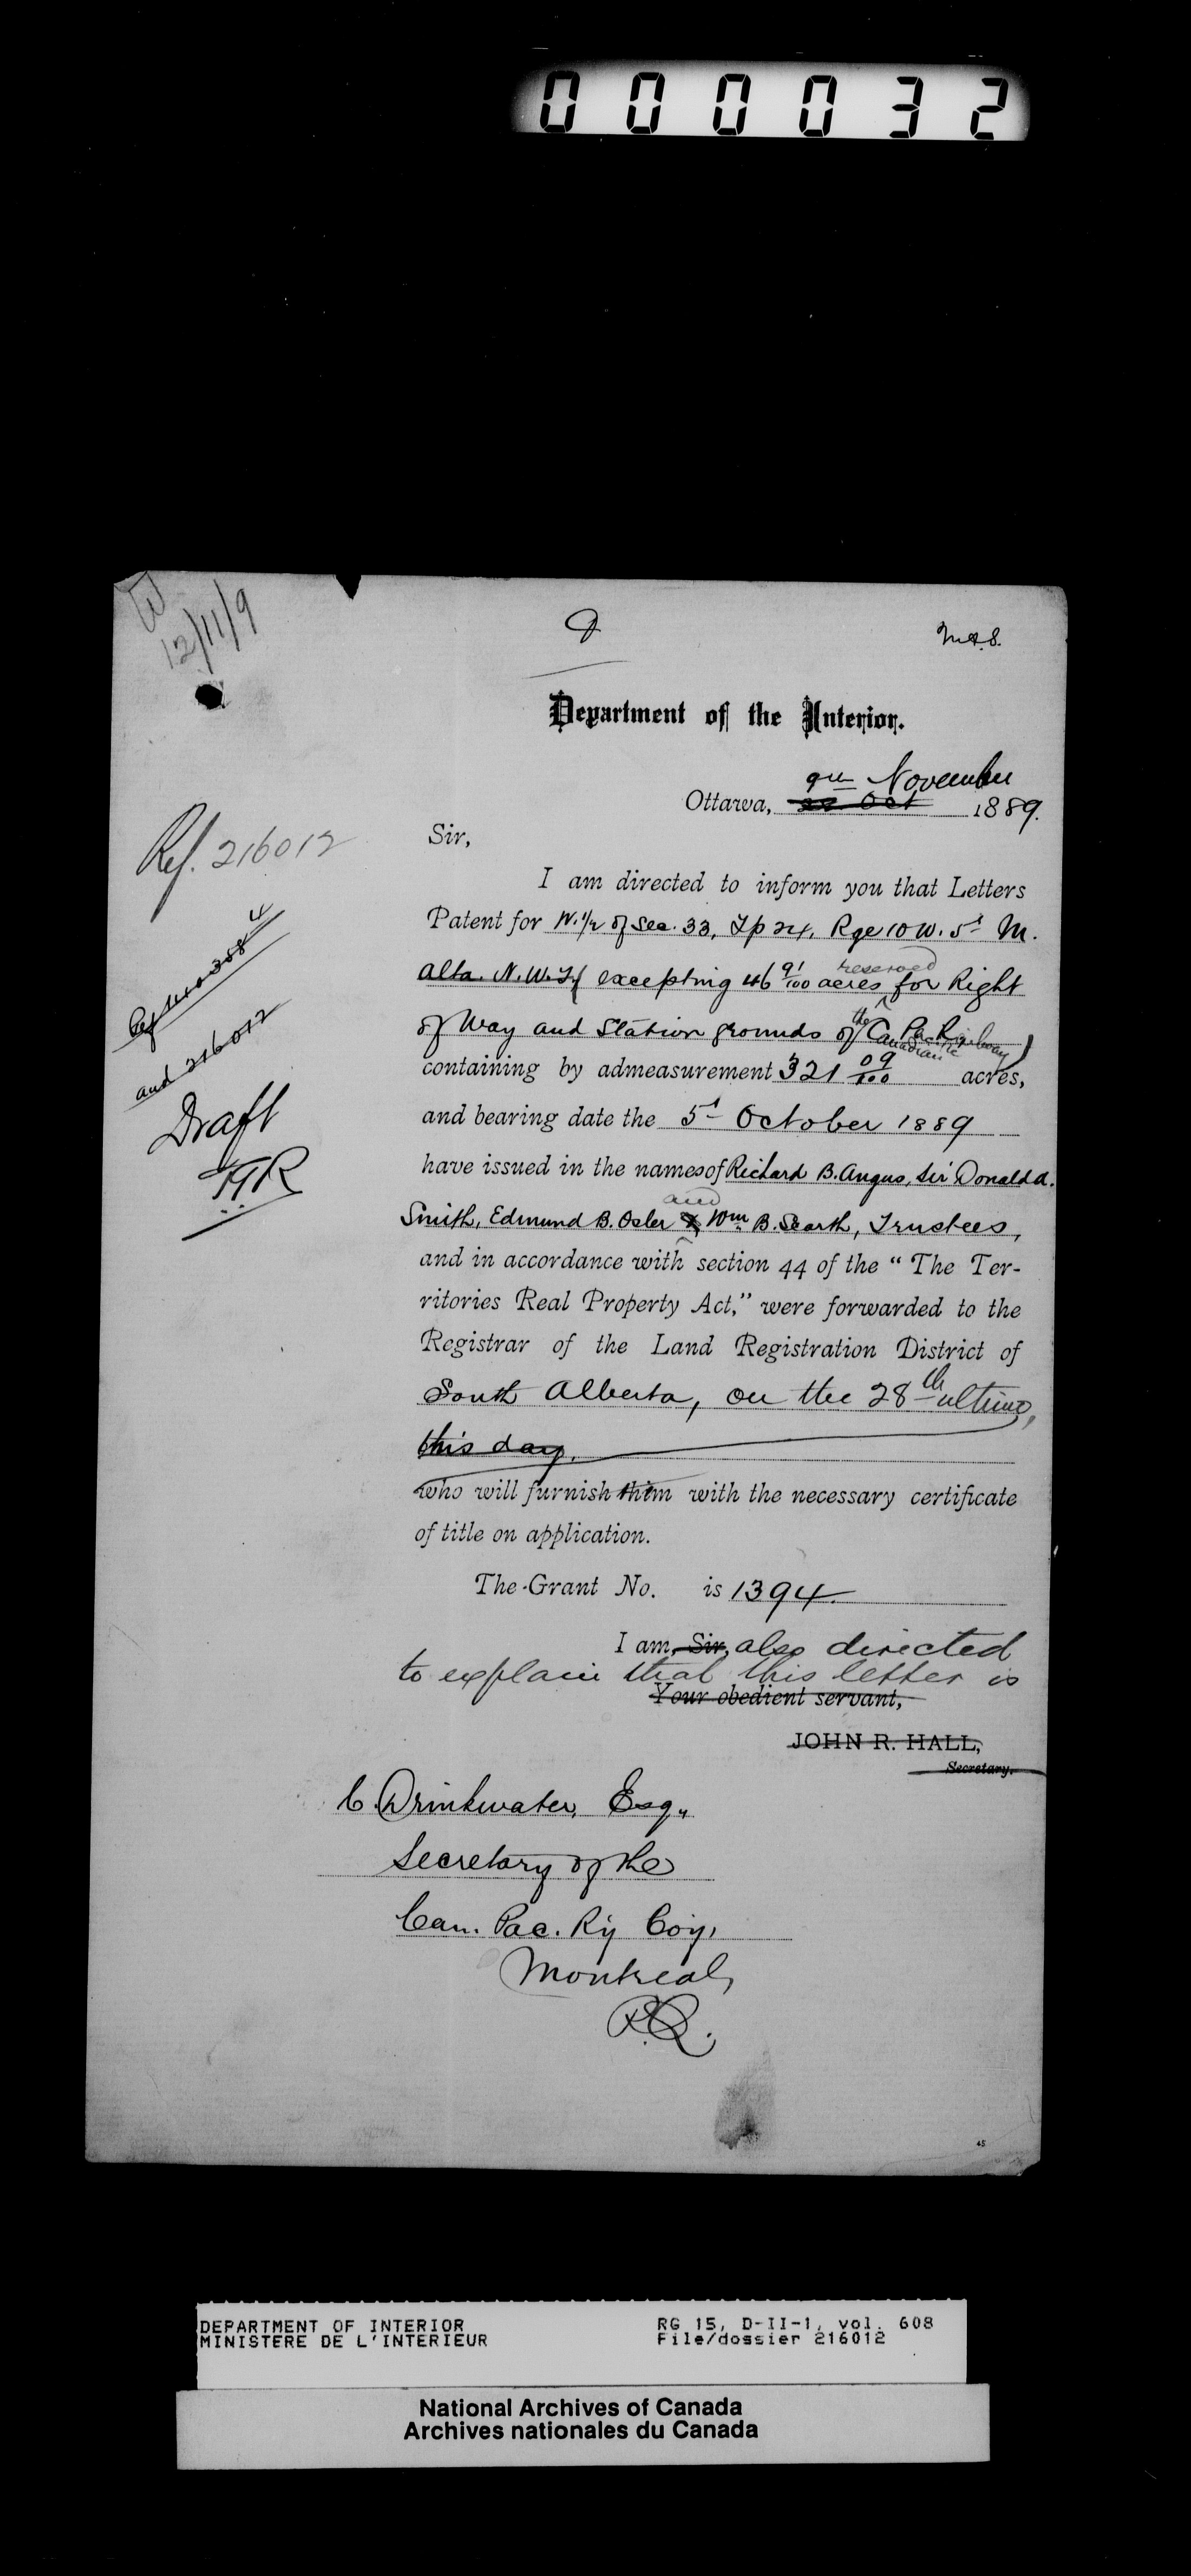 000032
W
12/11/9
D
M.A.S.
Department of the Interior.
9th November
Ottawa, 22 Oct 1889.
Ref. 216012
Sir,
I am directed to inform you that Letters
Patent for N.½ of Sec. 33, Tp 24, Rge 10 W. 5th M.
reserved
Alta. N.W.T. (excepting 46 91/100 acres for Right
of Way and Station grounds of the Canadian Pacific Railway)
containing by admeasurement 321 09/100 acres,
and 216012
and bearing date the 5th October 1889
Draft
have issued in the names of Richard B. Angus, Sir Donald A.
HR
and
Smith, Edmund B. Osler & Wm B. Scarth, Trustees,
and in accordance with section 44 of the “The Ter-
ritories Real Property Act,” were forwarded to the
Registrar of the Land Registration District of
South Alberta, on the 28th ultimo,
this day.
who will furnish them with the necessary certificate
of title on application.
The Grant No. is 1394.
I am, Sir, also directed
to explain that this letter is
Your obedient servant,
JOHN R. HALL,
Secretary.
C. Drinkwater, Esq.,
Secretary of the
Can. Pac. Ry Coy,
Montreal,
P.Q.
45
DEPARTMENT OF INTERIOR RG 15, D-II-1, vol. 608
MINISTERE DE L'INTERIEUR File/dossier 216012
National Archives of Canada
Archives nationales du Canada